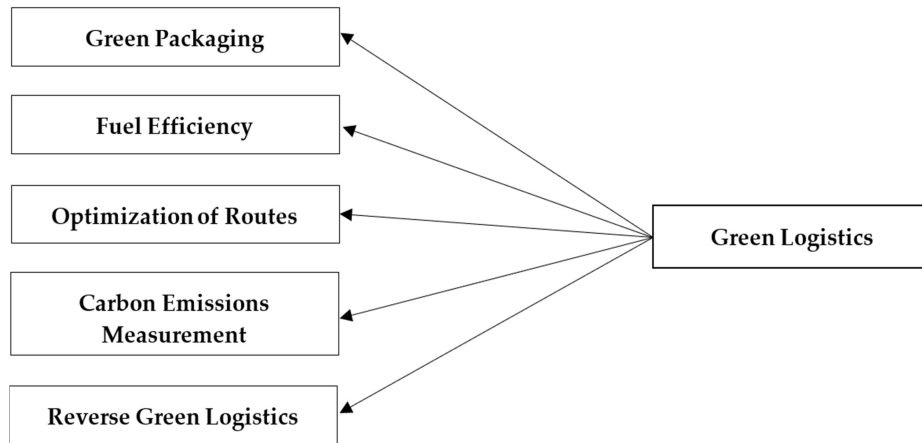 Green Packaging
Fuel Efficiency
Optimization of Routes
Green Logistics
Carbon Emissions
Measurement
Reverse Green Logistics